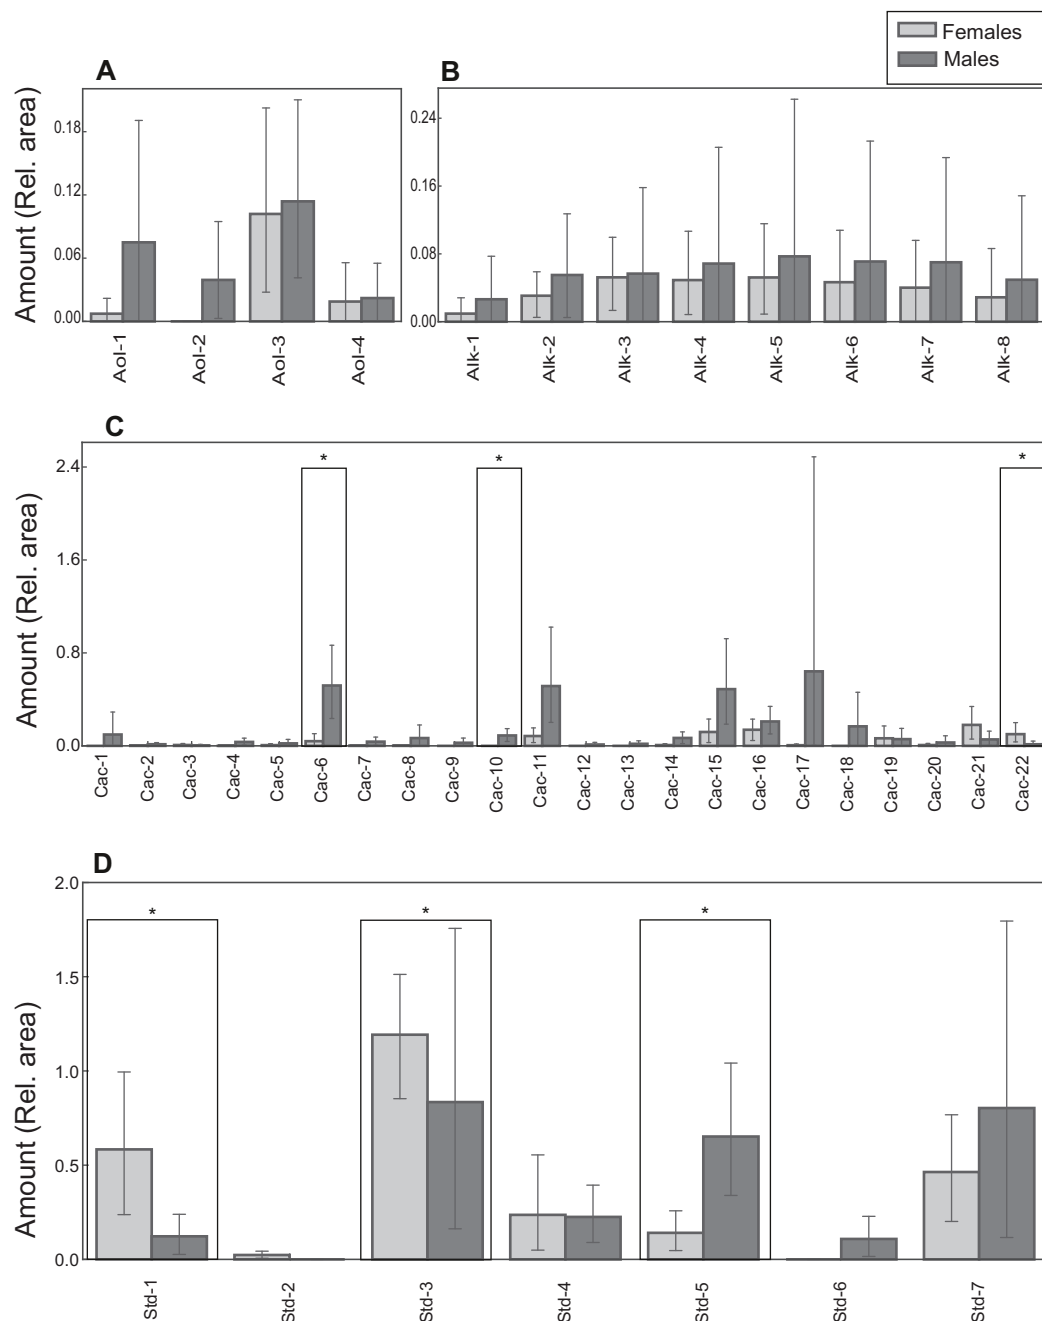 Females
Males
A
B
Amount (Rel. area)
0.18
0.12
0.06
0.00
Aol-1
Aol-2
Aol-3
Aol-4
0.24
0.16
0.08
0.00
Alk-1
Alk-2
Alk-3
Alk-4
Alk-5
Alk-6
Alk-7
Alk-8
C
Amount (Rel. area)
2.4
1.6
0.8
0.0
*
*
*
Cac-1
Cac-2
Cac-3
Cac-4
Cac-5
Cac-6
Cac-7
Cac-8
Cac-9
Cac-10
Cac-11
Cac-12
Cac-13
Cac-14
Cac-15
Cac-16
Cac-17
Cac-18
Cac-19
Cac-20
Cac-21
Cac-22
D
Amount (Rel. area)
2.0
1.5
1.0
0.5
0.0
*
*
*
Std-1
Std-2
Std-3
Std-4
Std-5
Std-6
Std-7